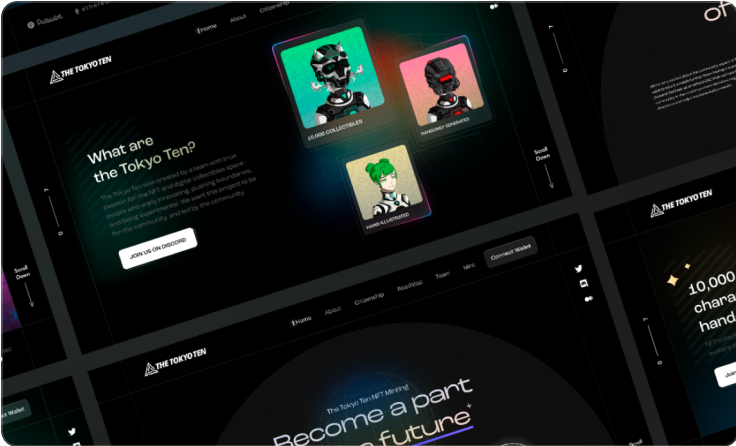 Polkadot
Home
About
Citizenship
THE TOKYO TEN
What are
the Tokyo Ten?
The Tokyo Ten was created by a team with true
passion for the NFT and digital collectibles space
people who enjoy innovating, pushing boundaries,
and being experimental. We want this project to be
for the community, and led by the community.
JOIN US ON DISCORD
10,000 COLLECTIBLES
RANDOMLY GENERATED
HAND-ILLUSTRATED
Scroll
Down
of
Scroll
Down
THE TOKYO TEN
Home
About
Citizenship
RoadMap
Team
Mint
Connect Wallet
The Tokyo Ten NFT Minting
Become a part
future
THE TOKYO TEN
10,000
chara
hand
Join
Connect Wallet
Scroll